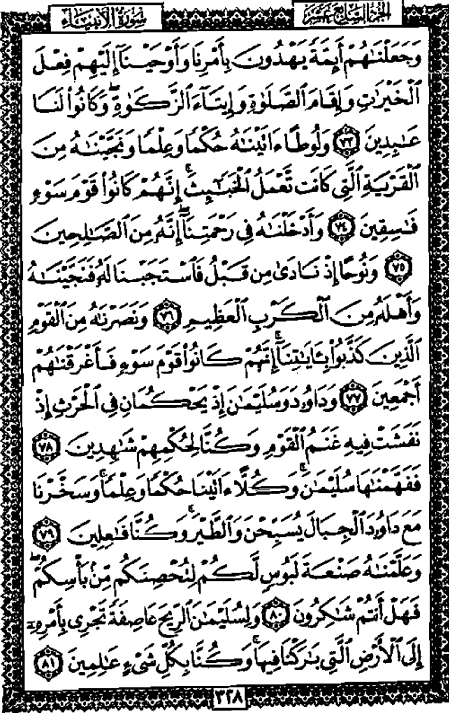 الجزء السابع عشر سورة الأنبياء
وَجَعَلْنَٰهُمْ أَئِمَّةً يَهْدُونَ بِأَمْرِنَا وَأَوْحَيْنَآ إِلَيْهِمْ فِعْلَ
ٱلْخَيْرَٰتِ وَإِقَامَ ٱلصَّلَوٰةِ وَإِيتَآءَ ٱلزَّكَوٰةِ ۖ وَكَانُوا۟ لَنَا
عَٰبِدِينَ ﴿٧٣﴾ وَلُوطًا ءَاتَيْنَٰهُ حُكْمًا وَعِلْمًا وَنَجَّيْنَٰهُ مِنَ
ٱلْقَرْيَةِ ٱلَّتِى كَانَت تَّعْمَلُ ٱلْخَبَٰٓئِثَ ۗ إِنَّهُمْ كَانُوا۟ قَوْمَ سَوْءٍ
فَٰسِقِينَ ﴿٧٤﴾ وَأَدْخَلْنَٰهُ فِى رَحْمَتِنَآ ۖ إِنَّهُۥ مِنَ ٱلصَّٰلِحِينَ
﴿٧٥﴾ وَنُوحًا إِذْ نَادَىٰ مِن قَبْلُ فَٱسْتَجَبْنَا لَهُۥ فَنَجَّيْنَٰهُ
وَأَهْلَهُۥ مِنَ ٱلْكَرْبِ ٱلْعَظِيمِ ﴿٧٦﴾ وَنَصَرْنَٰهُ مِنَ ٱلْقَوْمِ
ٱلَّذِينَ كَذَّبُوا۟ بِـَٔايَٰتِنَآ ۚ إِنَّهُمْ كَانُوا۟ قَوْمَ سَوْءٍ فَأَغْرَقْنَٰهُمْ
أَجْمَعِينَ ﴿٧٧﴾ وَدَاوُۥدَ وَسُلَيْمَٰنَ إِذْ يَحْكُمَانِ فِى ٱلْحَرْثِ إِذْ
نَفَشَتْ فِيهِ غَنَمُ ٱلْقَوْمِ وَكُنَّا لِحُكْمِهِمْ شَٰهِدِينَ ﴿٧٨﴾
فَفَهَّمْنَٰهَا سُلَيْمَٰنَ ۚ وَكُلًّا ءَاتَيْنَا حُكْمًا وَعِلْمًا ۚ وَسَخَّرْنَا
مَعَ دَاوُۥدَ ٱلْجِبَالَ يُسَبِّحْنَ وَٱلطَّيْرَ ۚ وَكُنَّا فَٰعِلِينَ ﴿٧٩﴾
وَعَلَّمْنَٰهُ صَنْعَةَ لَبُوسٍ لَّكُمْ لِتُحْصِنَكُم مِّنۢ بَأْسِكُمْ ۖ
فَهَلْ أَنتُمْ شَٰكِرُونَ ﴿٨٠﴾ وَلِسُلَيْمَٰنَ ٱلرِّيحَ عَاصِفَةً تَجْرِى بِأَمْرِهِۦٓ
إِلَى ٱلْأَرْضِ ٱلَّتِى بَٰرَكْنَا فِيهَا ۚ وَكُنَّا بِكُلِّ شَىْءٍ عَٰلِمِينَ ﴿٨١﴾
٣٢٨